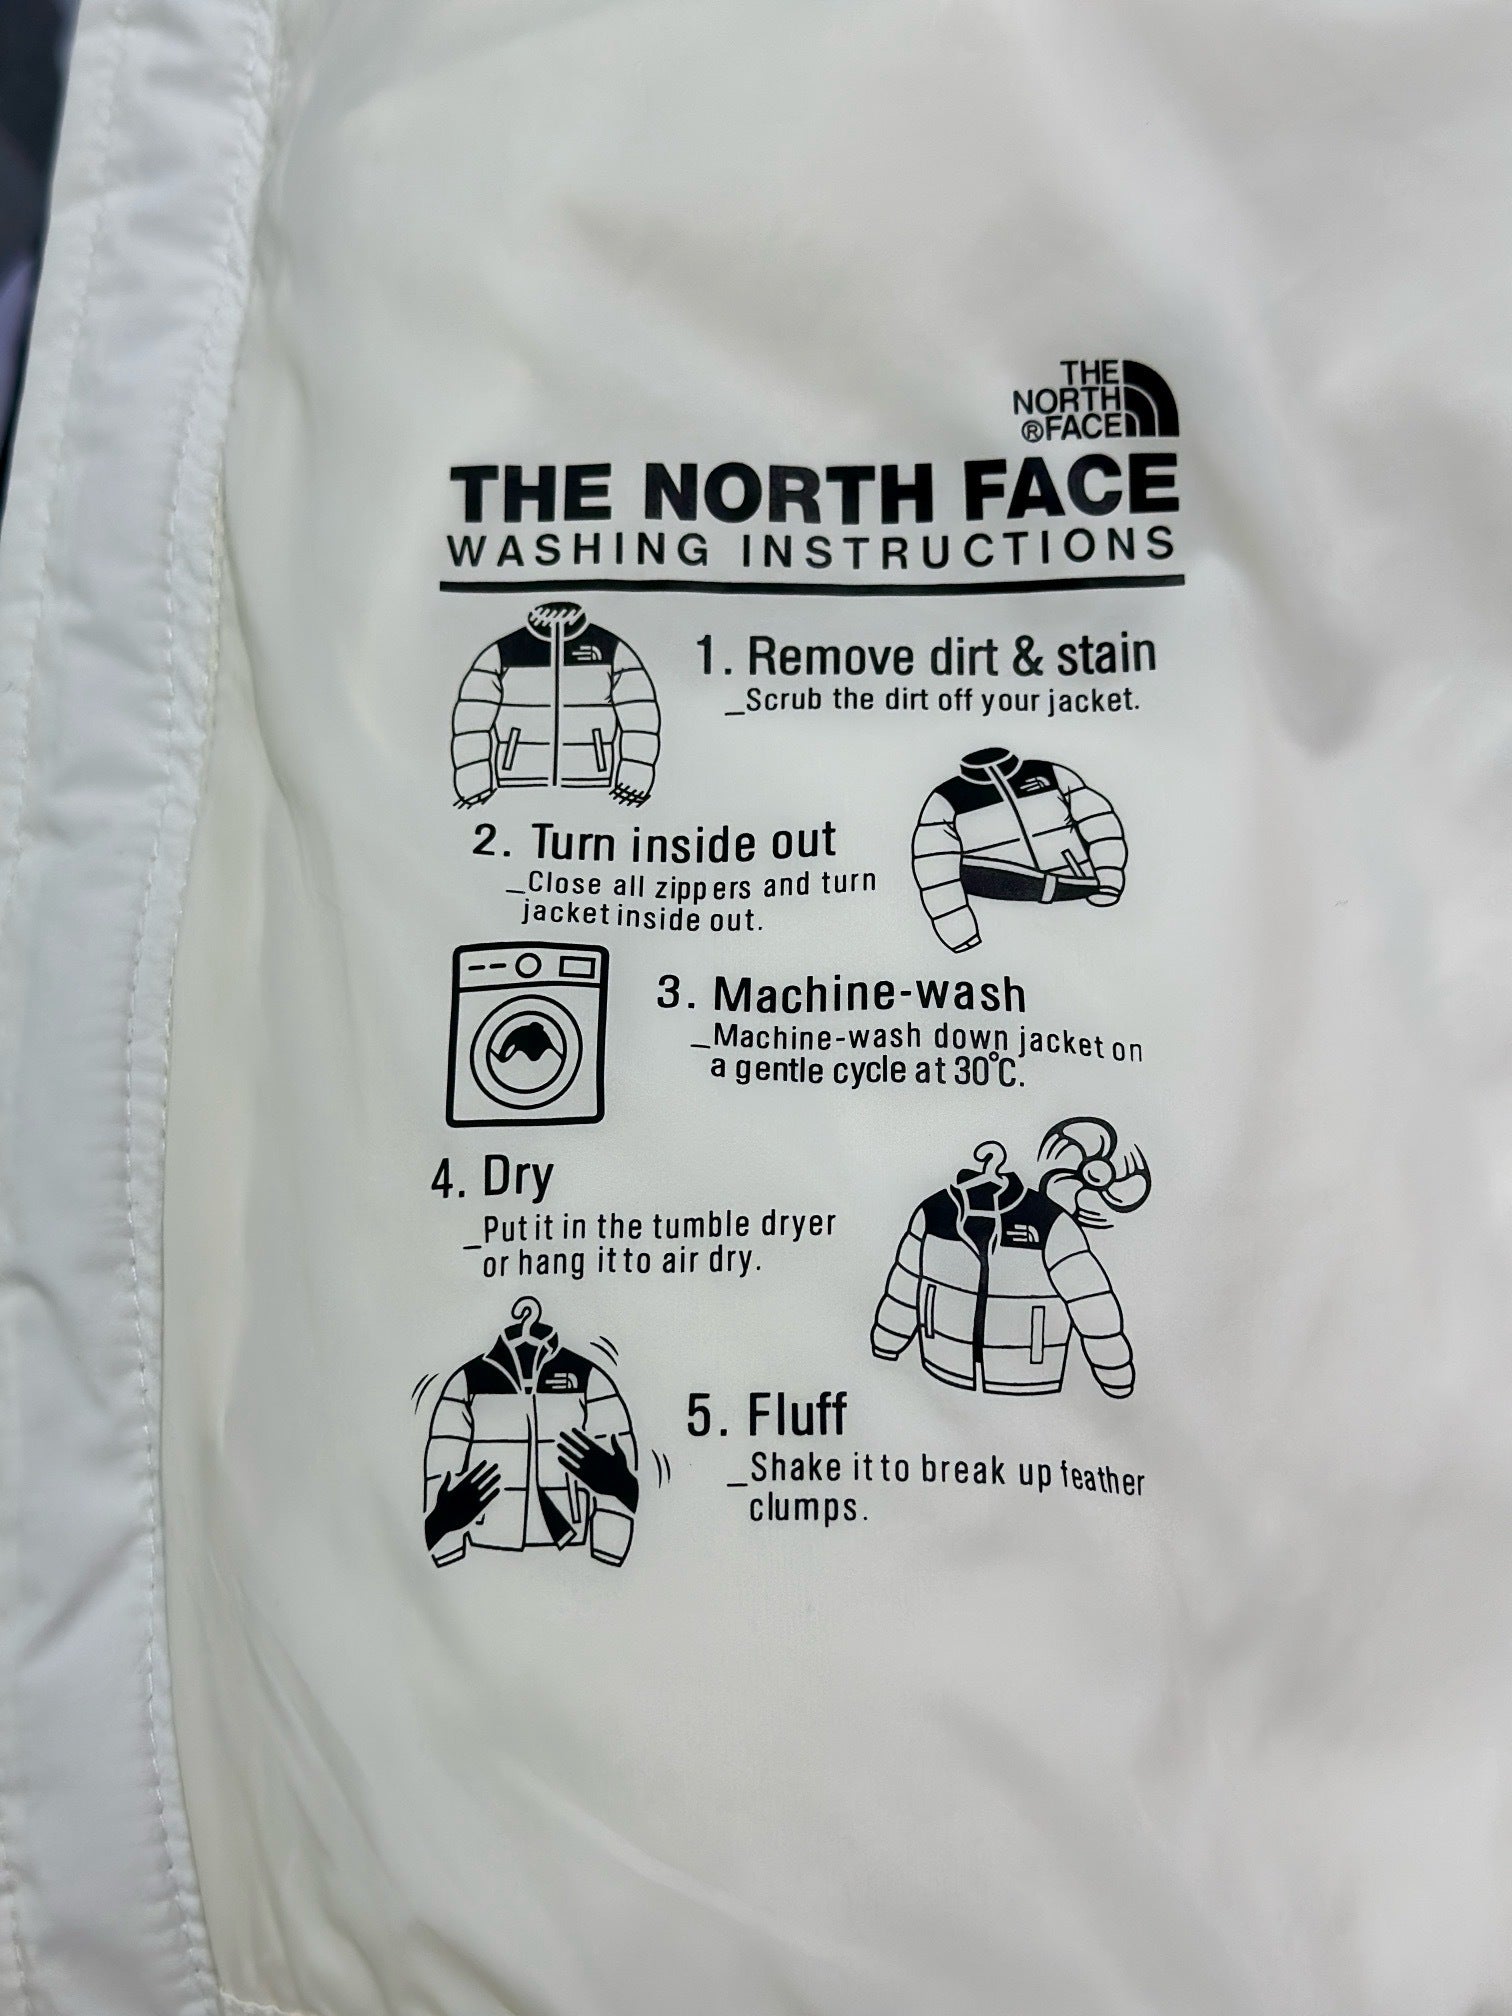 THE
NORTH
®FACE
THE NORTH FACE
WASHING INSTRUCTIONS
1. Remove dirt & stain
_Scrub the dirt off your jacket.
2. Turn inside out
_Close all zippers and turn
jacket inside out.
3. Machine-wash
_Machine-wash down jacket on
a gentle cycle at 30℃.
4. Dry
_Put it in the tumble dryer
or hang it to air dry.
5. Fluff
_Shake it to break up feather
clumps.